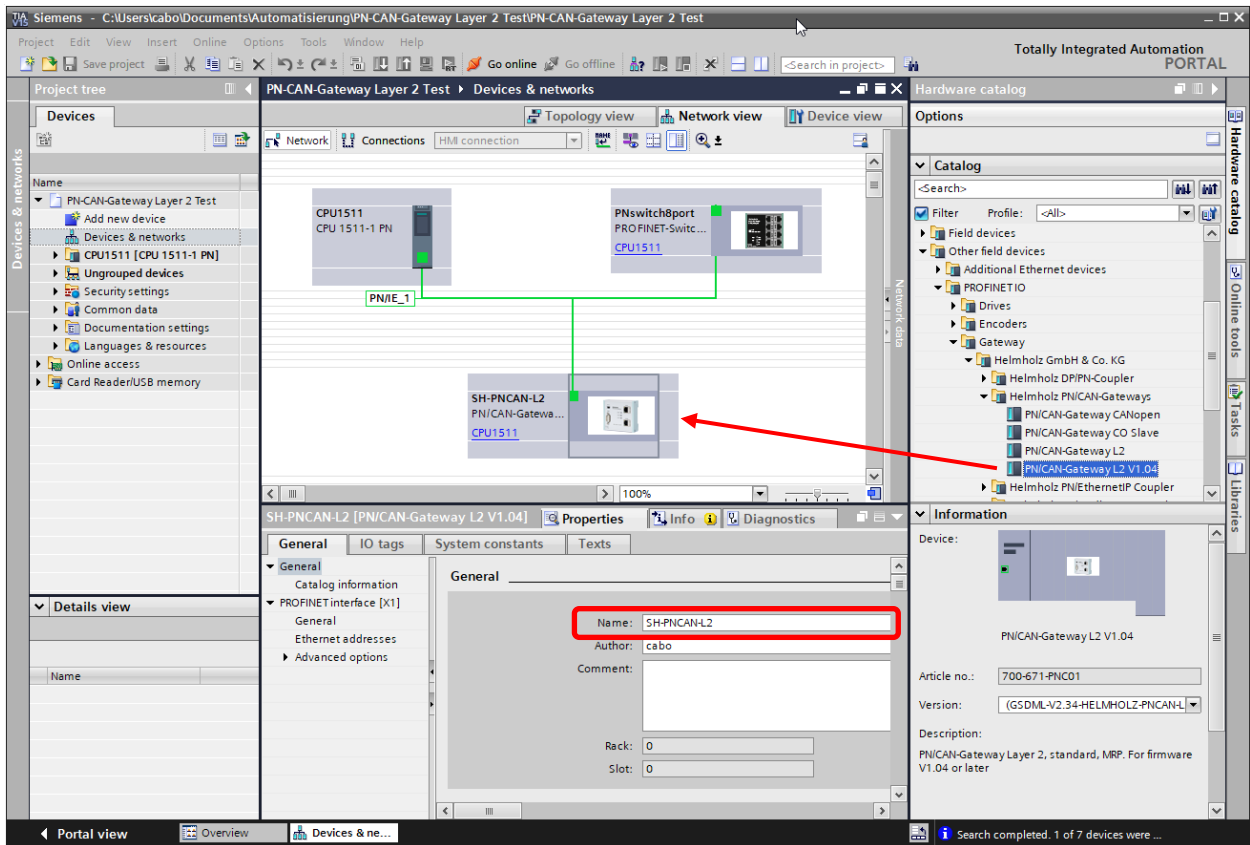 Siemens - C:\Users\cabo\Documents\Automatisierung\PN-CAN-Gateway Layer 2 Test\PN-CAN-Gateway Layer 2 Test
Project Edit View Insert Online Options Tools Window Help
Totally Integrated Automation
PORTAL
Save project
Go online
Go offline
<Search in project>
Project tree
Devices
Devices & networks
Name
PN-CAN-Gateway Layer 2 Test
Add new device
Devices & networks
CPU1511 [CPU 1511-1 PN]
Ungrouped devices
Security settings
Common data
Documentation settings
Languages & resources
Online access
Card Reader/USB memory
Details view
Name
PN-CAN-Gateway Layer 2 Test Devices & networks
Topology view
Network view
Device view
Network
Connections
HMI connection
CPU1511
CPU 1511-1 PN
PNswitch8port
PROFINET-Switc...
CPU1511
PN/IE_1
SH-PNCAN-L2
PN/CAN-Gatewa...
CPU1511
Network data
100%
SH-PNCAN-L2 [PN/CAN-Gateway L2 V1.04]
Properties
Info
Diagnostics
General
IO tags
System constants
Texts
General
Catalog information
PROFINET interface [X1]
General
Ethernet addresses
Advanced options
General
Name: SH-PNCAN-L2
Author: cabo
Comment:
Rack: 0
Slot: 0
Hardware catalog
Options
Catalog
<Search>
Filter Profile: <All>
Field devices
Other field devices
Additional Ethernet devices
PROFINET IO
Drives
Encoders
Gateway
Helmholz GmbH & Co. KG
Helmholz DP/PN-Coupler
Helmholz PN/CAN-Gateways
PN/CAN-Gateway CANopen
PN/CAN-Gateway CO Slave
PN/CAN-Gateway L2
PN/CAN-Gateway L2 V1.04
Helmholz PN/EthernetIP Coupler
Information
Device:
PN/CAN-Gateway L2 V1.04
Article no.: 700-671-PNC01
Version: (GSDML-V2.34-HELMHOLZ-PNCAN-L
Description:
PN/CAN-Gateway Layer 2, standard, MRP. For firmware
V1.04 or later
Hardware catalog
Online tools
Tasks
Libraries
Portal view
Overview
Devices & ne...
Search completed. 1 of 7 devices were ...